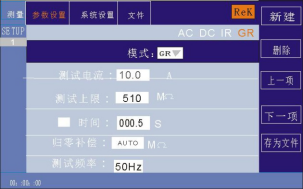 测量 参数设置 系统设置 文件 ReK 新建
SETUP AC DC IR GR
1
模式: GR
删除
测试电流: 10.0 A
上一项
测试上限: 510 MΩ
时间: 000.5 S
下一项
归零补偿: AUTO MΩ
存为文件
测试频率: 50Hz
00:06:00